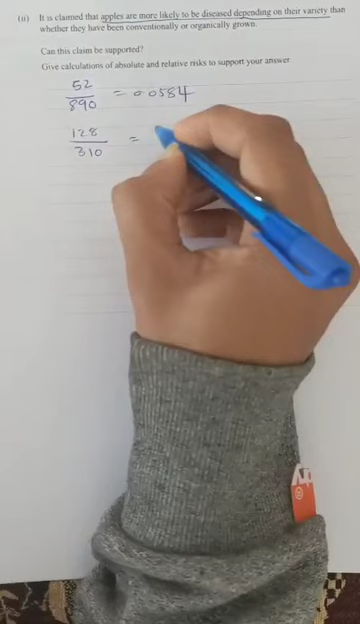 (ii) It is claimed that apples are more likely to be diseased depending on their variety than
whether they have been conventionally or organically grown.
Can this claim be supported?
Give calculations of absolute and relative risks to support your answer
52/890 = 0.0584
128/310 =